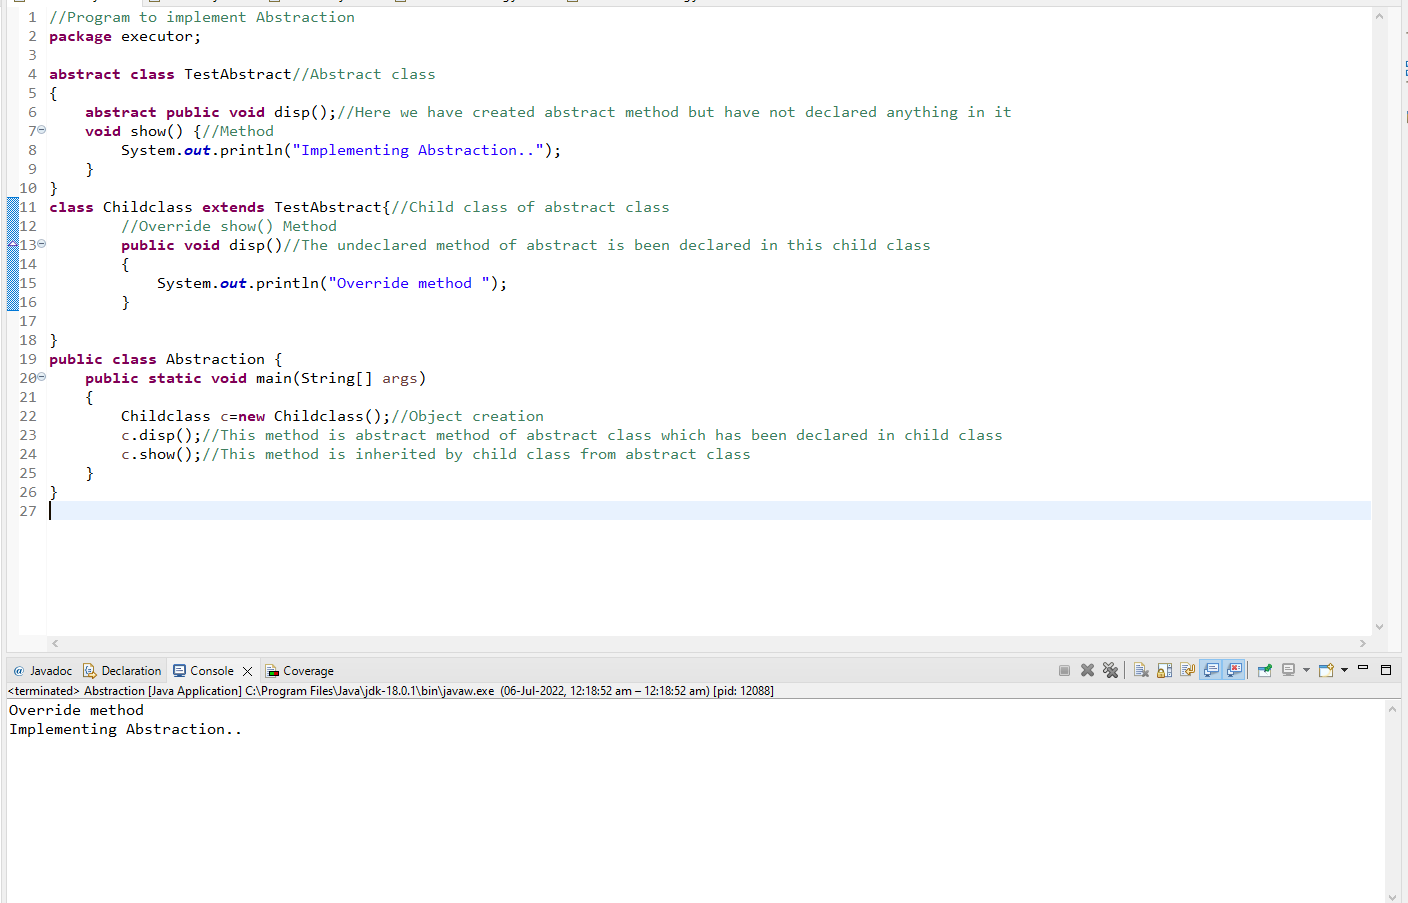 1 //Program to implement Abstraction
2 package executor;
3
4 abstract class TestAbstract//Abstract class
5 {
6     abstract public void disp();//Here we have created abstract method but have not declared anything in it
7     void show() {//Method
8         System.out.println("Implementing Abstraction..");
9     }
10 }
11 class Childclass extends TestAbstract{//Child class of abstract class
12         //Override show() Method
13         public void disp()//The undeclared method of abstract is been declared in this child class
14         {
15             System.out.println("Override method ");
16         }
17
18 }
19 public class Abstraction {
20     public static void main(String[] args)
21     {
22         Childclass c=new Childclass();//Object creation
23         c.disp();//This method is abstract method of abstract class which has been declared in child class
24         c.show();//This method is inherited by child class from abstract class
25     }
26 }
27
@ Javadoc Declaration Console Coverage
<terminated> Abstraction [Java Application] C:\Program Files\Java\jdk-18.0.1\bin\javaw.exe (06-Jul-2022, 12:18:52 am – 12:18:52 am) [pid: 12088]
Override method
Implementing Abstraction..